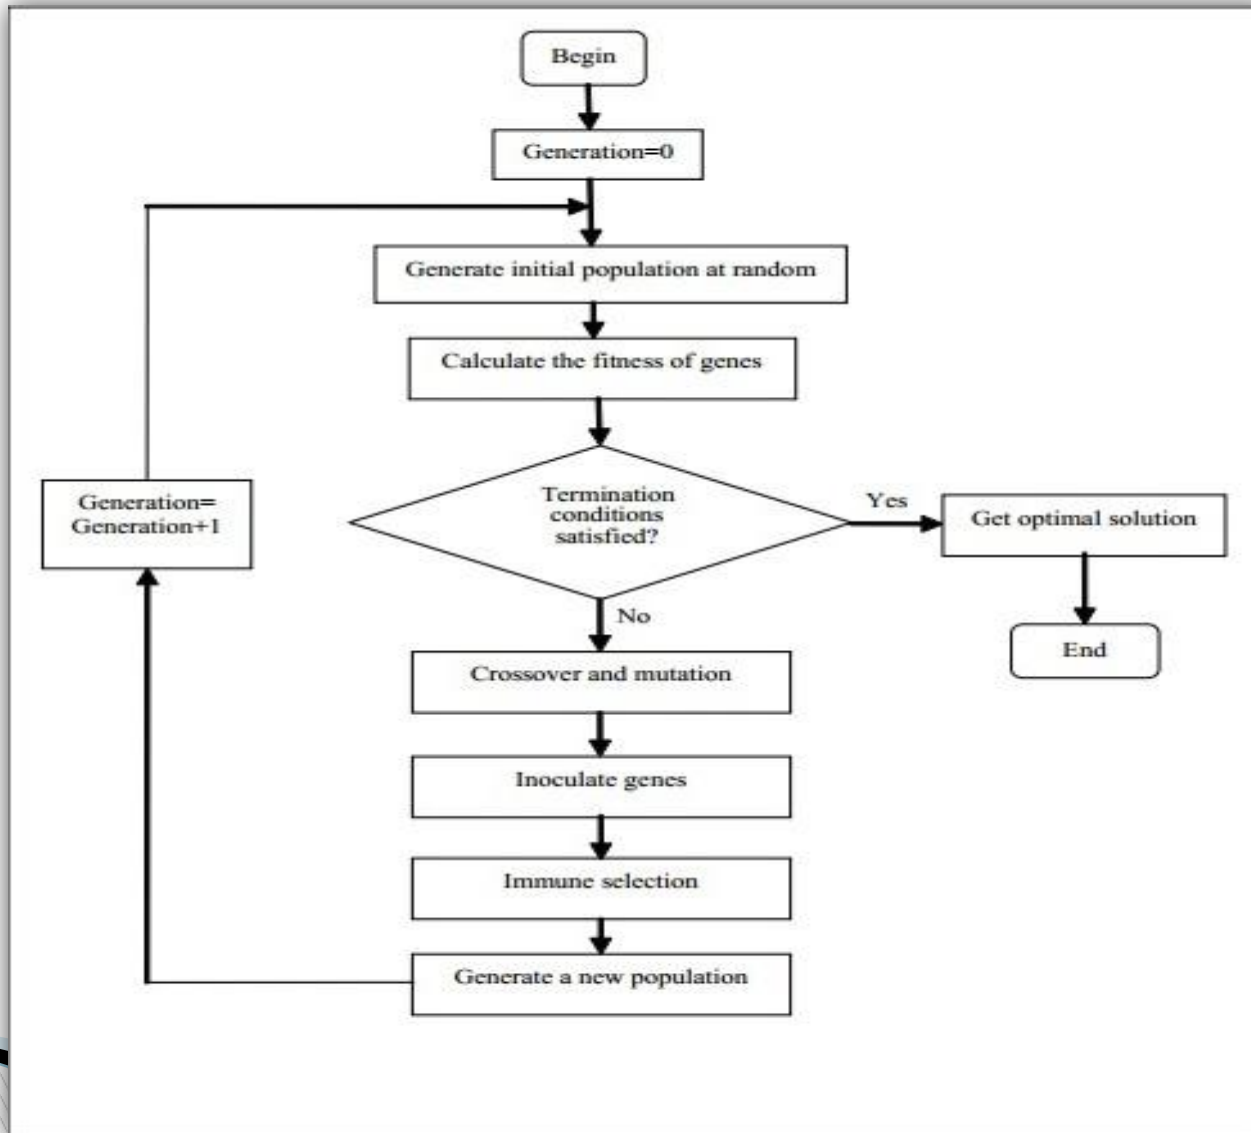 Begin
Generation=0
Generate initial population at random
Calculate the fitness of genes
Termination
conditions
satisfied?
Yes
Get optimal solution
End
No
Crossover and mutation
Inoculate genes
Immune selection
Generate a new population
Generation=
Generation+1